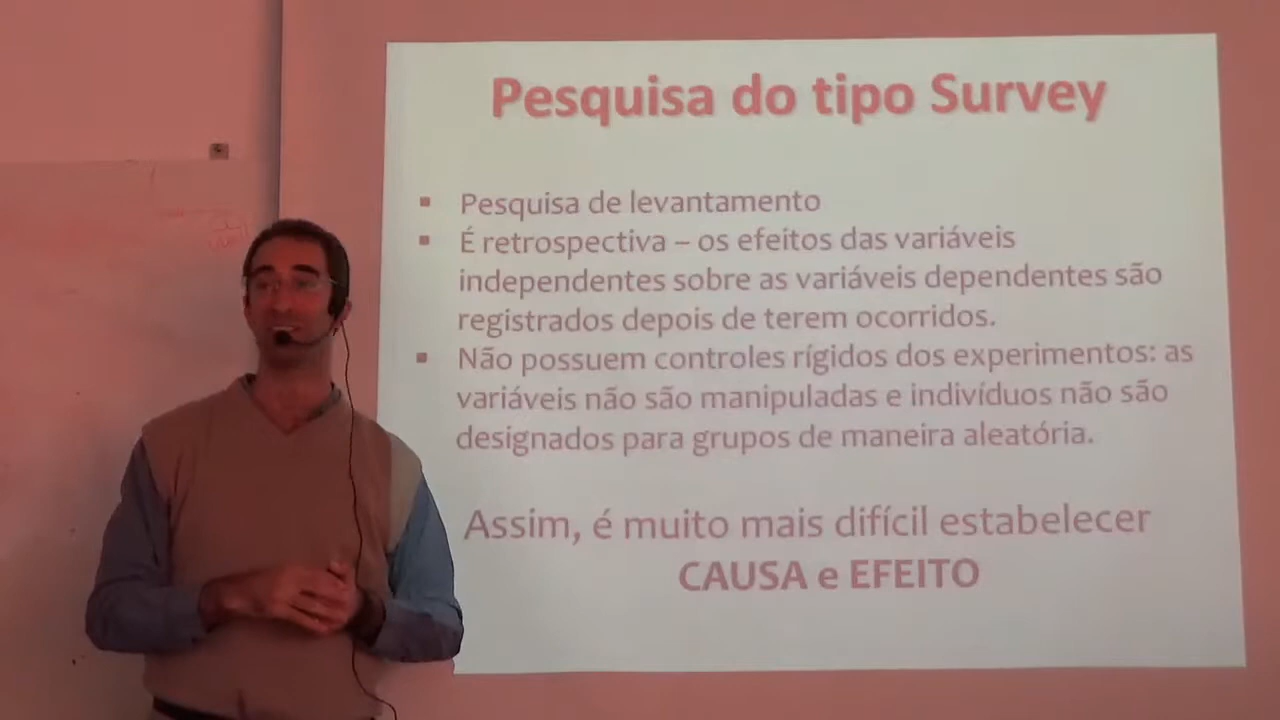 Pesquisa do tipo Survey
▪ Pesquisa de levantamento
▪ É retrospectiva – os efeitos das variáveis
independentes sobre as variáveis dependentes são
registrados depois de terem ocorridos.
▪ Não possuem controles rígidos dos experimentos: as
variáveis não são manipuladas e indivíduos não são
designados para grupos de maneira aleatória.
Assim, é muito mais difícil estabelecer
CAUSA e EFEITO